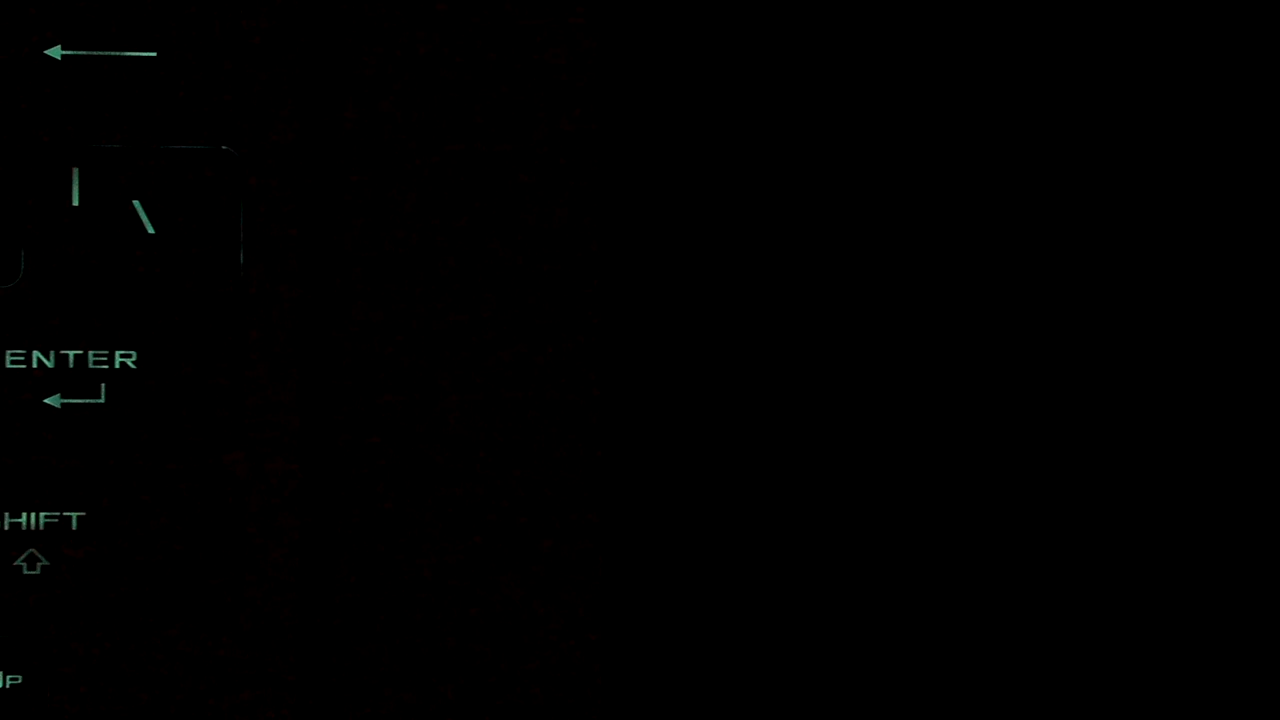 ←
| \
ENTER
↵
HIFT
⇧